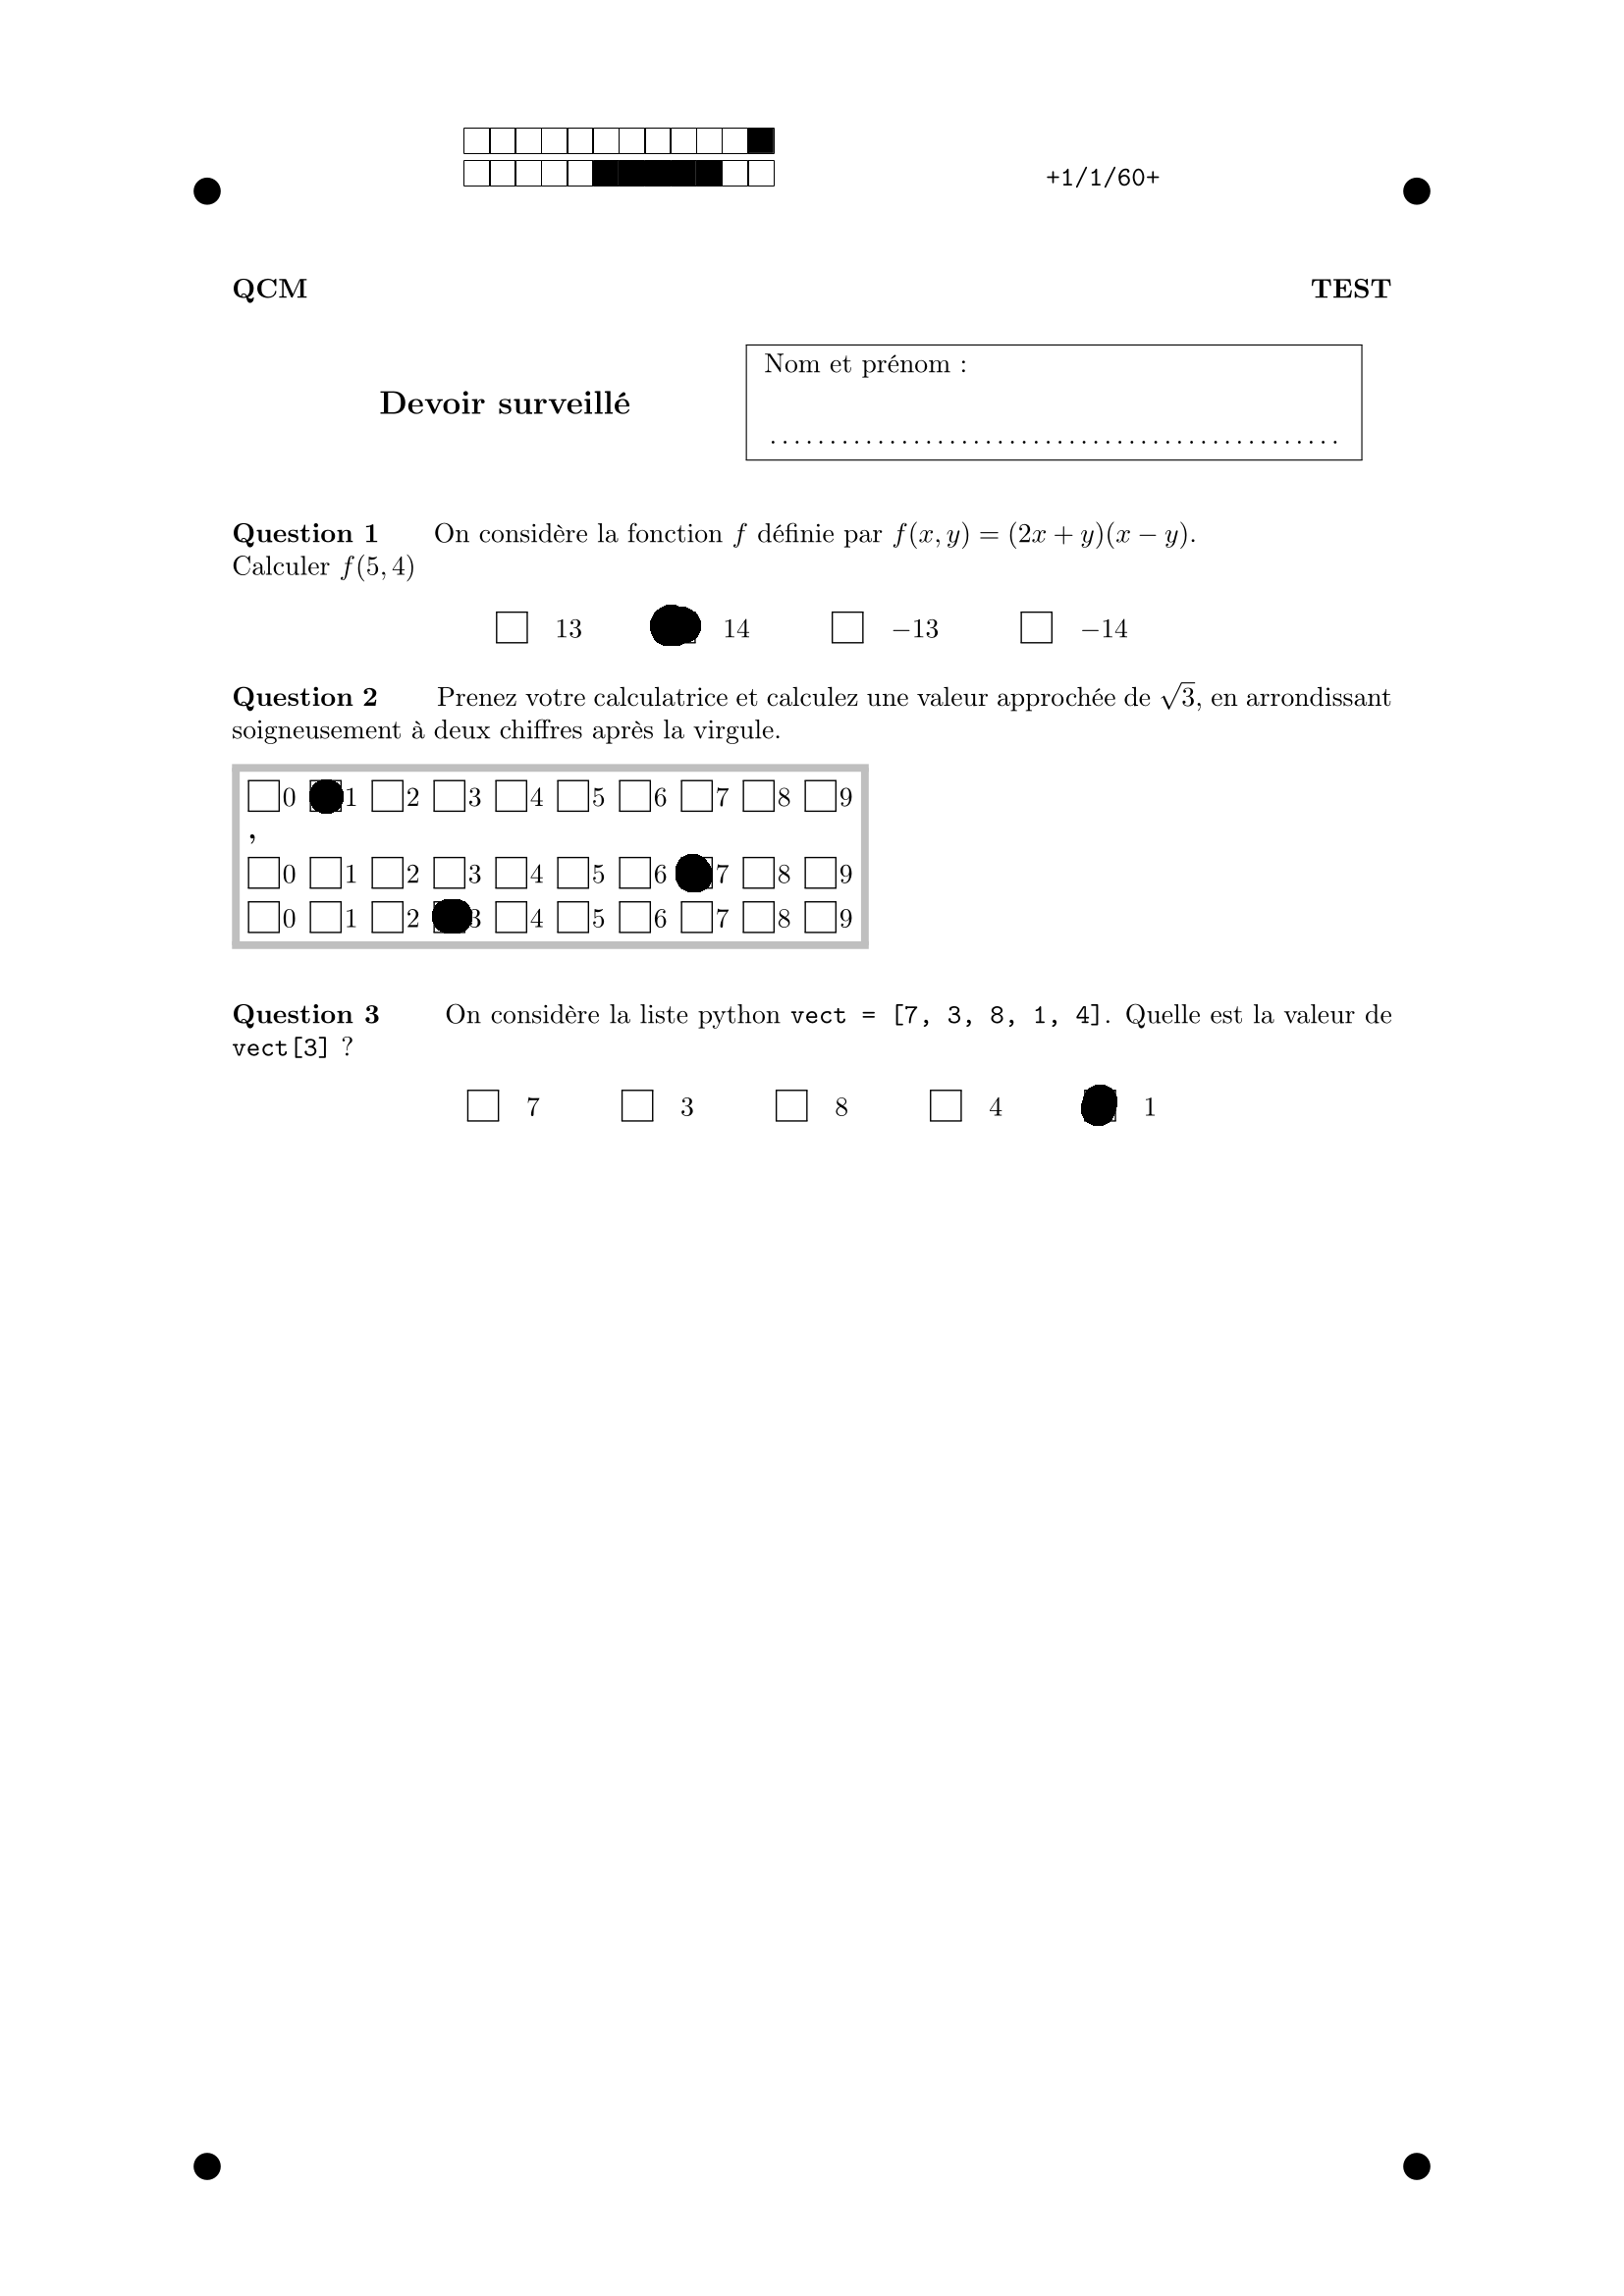 +1/1/60+
QCM TEST
Nom et prénom :
Devoir surveillé
................................................
Question 1 On considère la fonction f définie par f(x, y) = (2x + y)(x − y).
Calculer f(5, 4)
13 14 −13 −14
Question 2 Prenez votre calculatrice et calculez une valeur approchée de √3, en arrondissant
soigneusement à deux chiffres après la virgule.
0 1 2 3 4 5 6 7 8 9
,
0 1 2 3 4 5 6 7 8 9
0 1 2 3 4 5 6 7 8 9
Question 3 On considère la liste python vect = [7, 3, 8, 1, 4]. Quelle est la valeur de
vect[3] ?
7 3 8 4 1